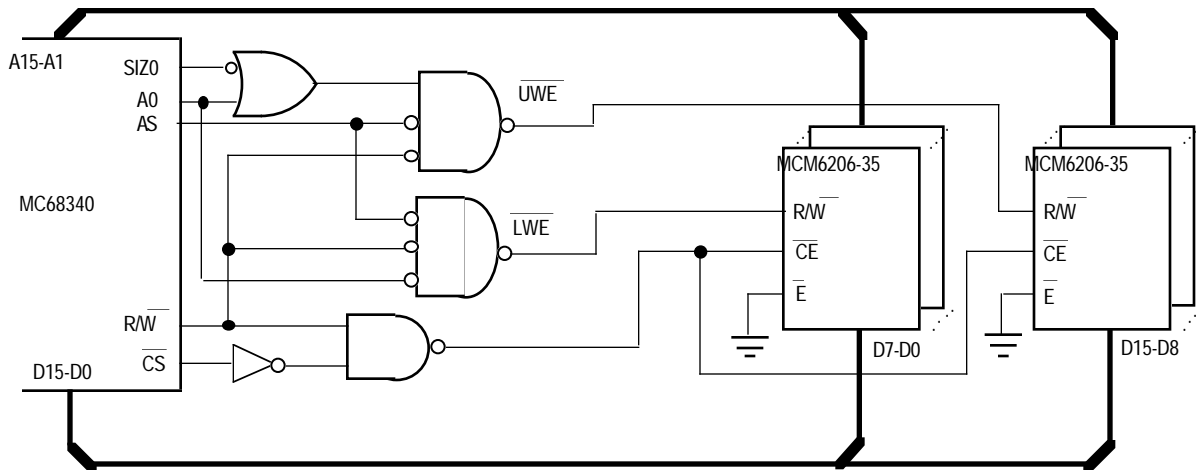 A15-A1
SIZ0
A0
AS
MC68340
R/W
CS
D15-D0
UWE
LWE
MCM6206-35
R/W
CE
E
D7-D0
MCM6206-35
R/W
CE
E
D15-D8